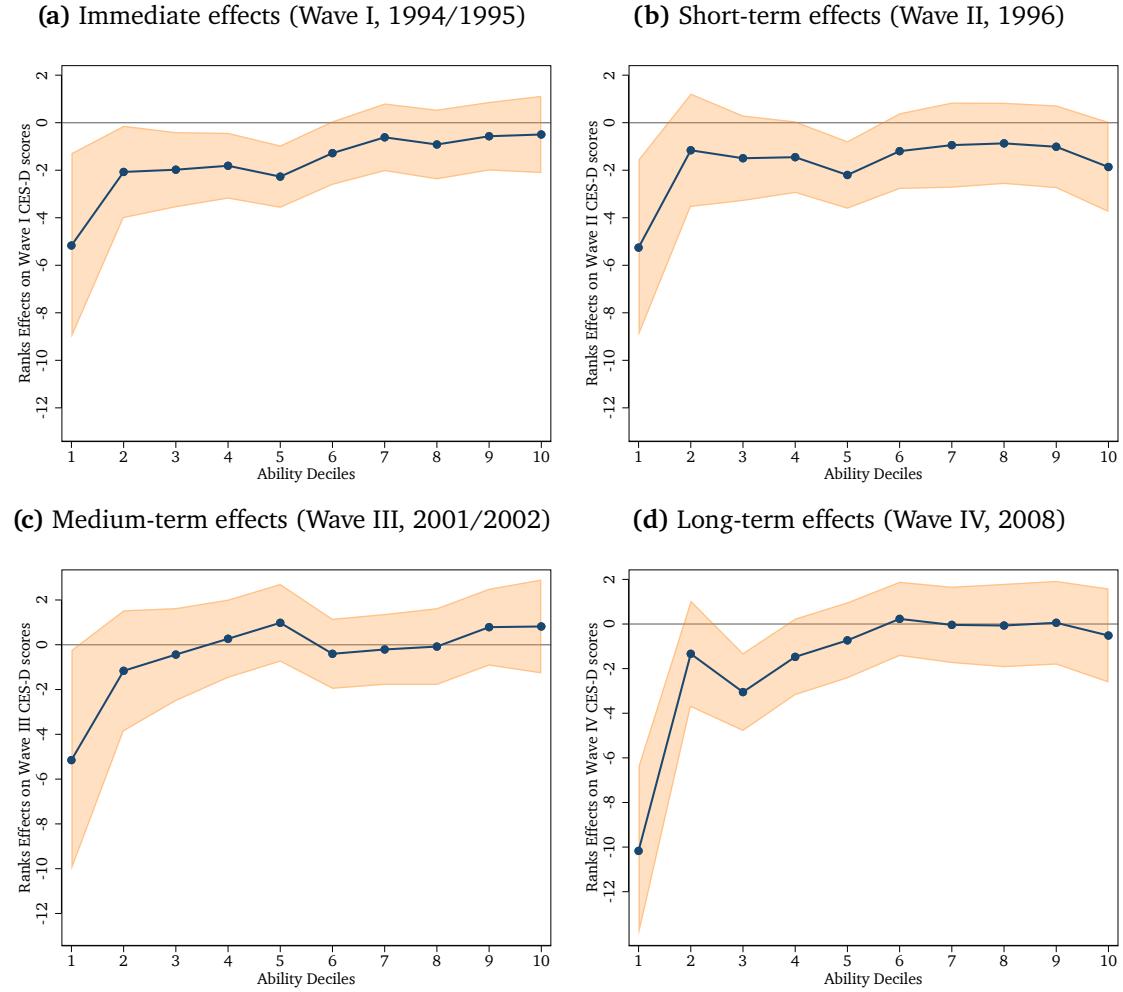 (a) Immediate effects (Wave I, 1994/1995)
Ranks Effects on Wave I CES-D scores
2
0
-2
-4
-6
-8
-10
-12
1 2 3 4 5 6 7 8 9 10
Ability Deciles
(b) Short-term effects (Wave II, 1996)
Ranks Effects on Wave II CES-D scores
2
0
-2
-4
-6
-8
-10
-12
1 2 3 4 5 6 7 8 9 10
Ability Deciles
(c) Medium-term effects (Wave III, 2001/2002)
Ranks Effects on Wave III CES-D scores
2
0
-2
-4
-6
-8
-10
-12
1 2 3 4 5 6 7 8 9 10
Ability Deciles
(d) Long-term effects (Wave IV, 2008)
Ranks Effects on Wave IV CES-D scores
2
0
-2
-4
-6
-8
-10
-12
1 2 3 4 5 6 7 8 9 10
Ability Deciles